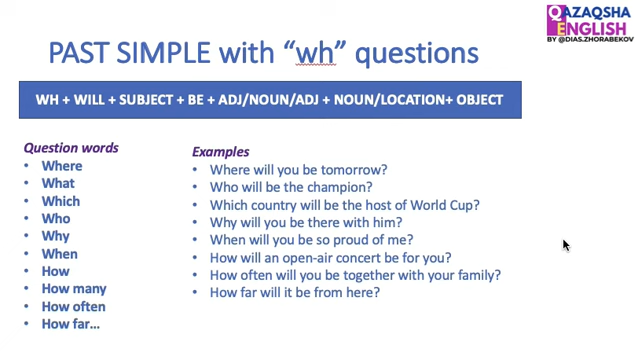 QAZAQSHA
ENGLISH
BY @DIAS.ZHORABEKOV
PAST SIMPLE with “wh” questions
WH + WILL + SUBJECT + BE + ADJ/NOUN/ADJ + NOUN/LOCATION+ OBJECT
Question words
• Where
• What
• Which
• Who
• Why
• When
• How
• How many
• How often
• How far...
Examples
• Where will you be tomorrow?
• Who will be the champion?
• Which country will be the host of World Cup?
• Why will you be there with him?
• When will you be so proud of me?
• How will an open-air concert be for you?
• How often will you be together with your family?
• How far will it be from here?